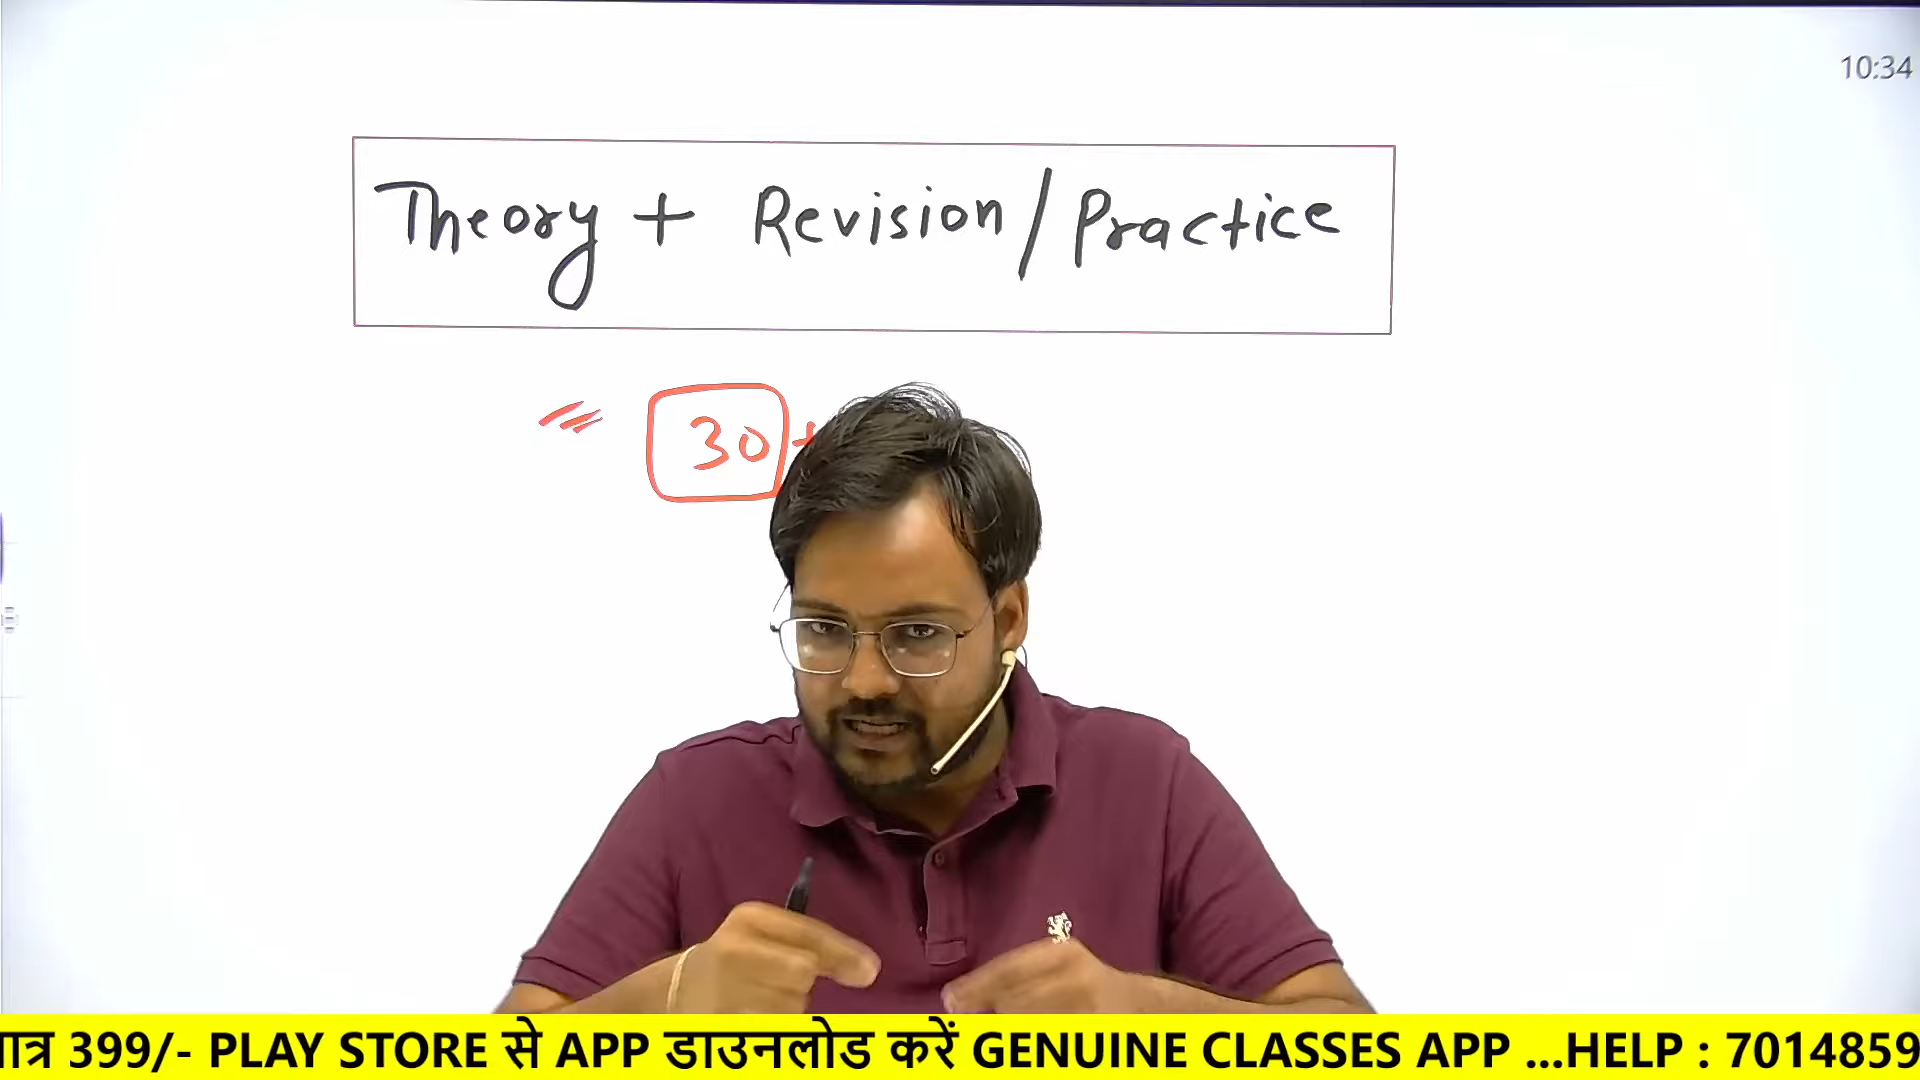 10:34
Theory + Revision/Practice
30 +
399/- PLAY STORE से APP डाउनलोड करें GENUINE CLASSES APP ...HELP : 7014859